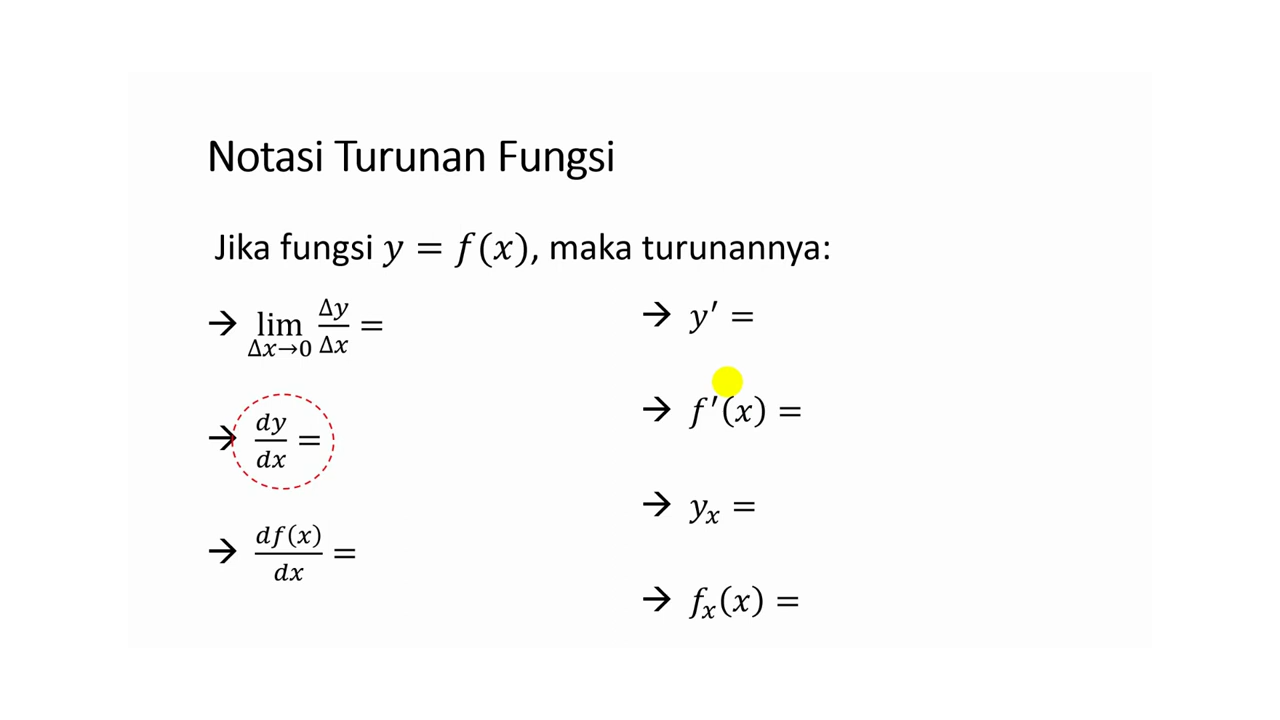 Notasi Turunan Fungsi
Jika fungsi y = f(x), maka turunannya:
→ lim Δx→0 Δy/Δx =
→ dy/dx =
→ df(x)/dx =
→ y′ =
→ f′(x) =
→ yₓ =
→ fₓ(x) =